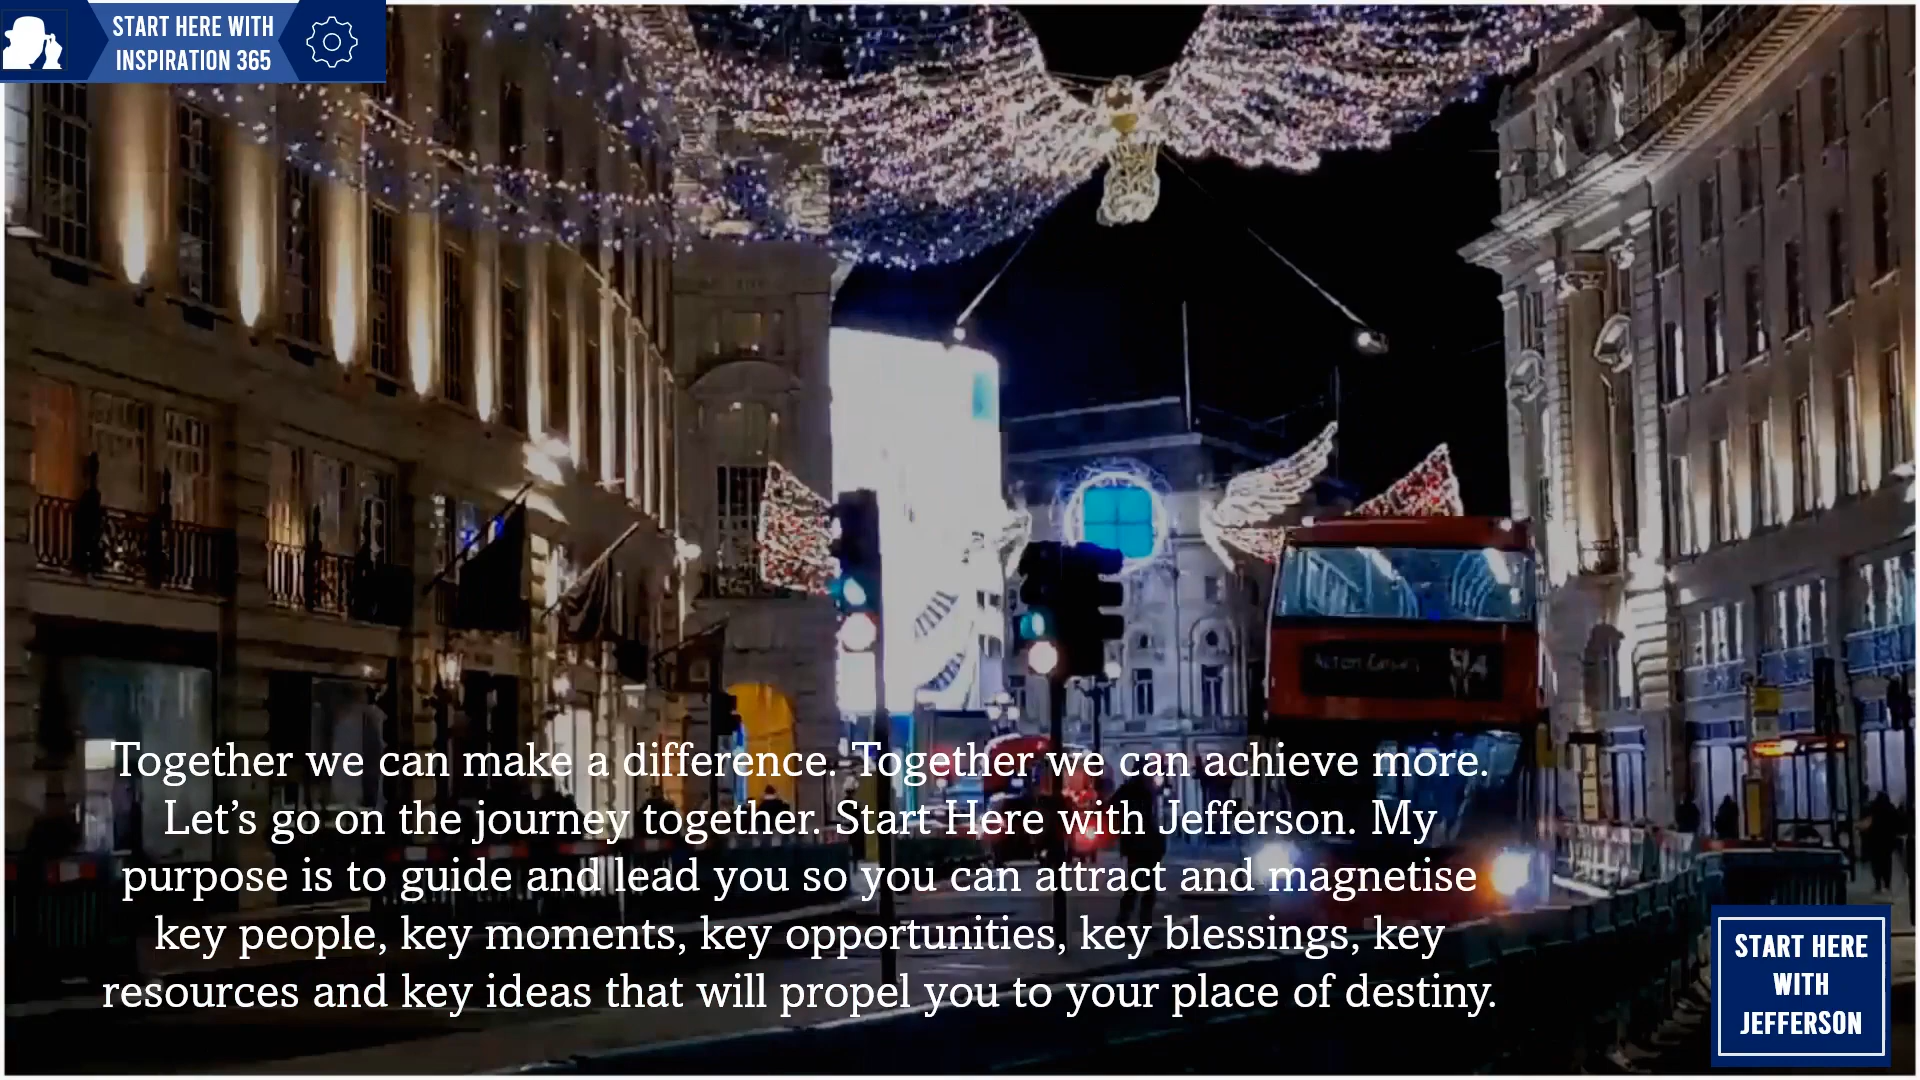 START HERE WITH
INSPIRATION 365
Together we can make a difference. Together we can achieve more.
Let’s go on the journey together. Start Here with Jefferson. My
purpose is to guide and lead you so you can attract and magnetise
key people, key moments, key opportunities, key blessings, key
resources and key ideas that will propel you to your place of destiny.
START HERE
WITH
JEFFERSON